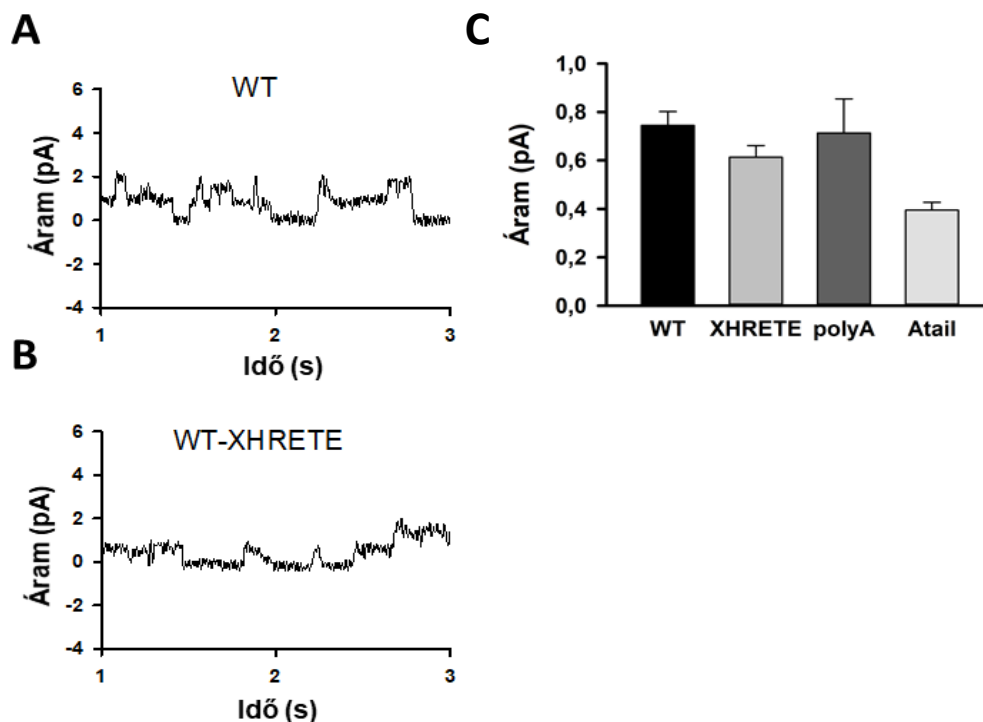 A
WT
Áram (pA)
6
4
2
0
-2
-4
1
2
3
Idő (s)
B
WT-XHRETE
Áram (pA)
6
4
2
0
-2
-4
1
2
3
Idő (s)
C
Áram (pA)
1,0
0,8
0,6
0,4
0,2
0,0
WT XHRETE polyA Atail